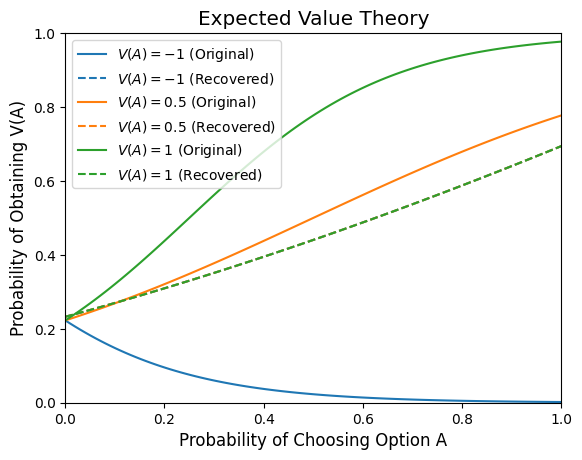 Expected Value Theory
Probability of Obtaining V(A)
1.0
0.8
0.6
0.4
0.2
0.0
V(A) = −1 (Original)
V(A) = −1 (Recovered)
V(A) = 0.5 (Original)
V(A) = 0.5 (Recovered)
V(A) = 1 (Original)
V(A) = 1 (Recovered)
0.0 0.2 0.4 0.6 0.8 1.0
Probability of Choosing Option A